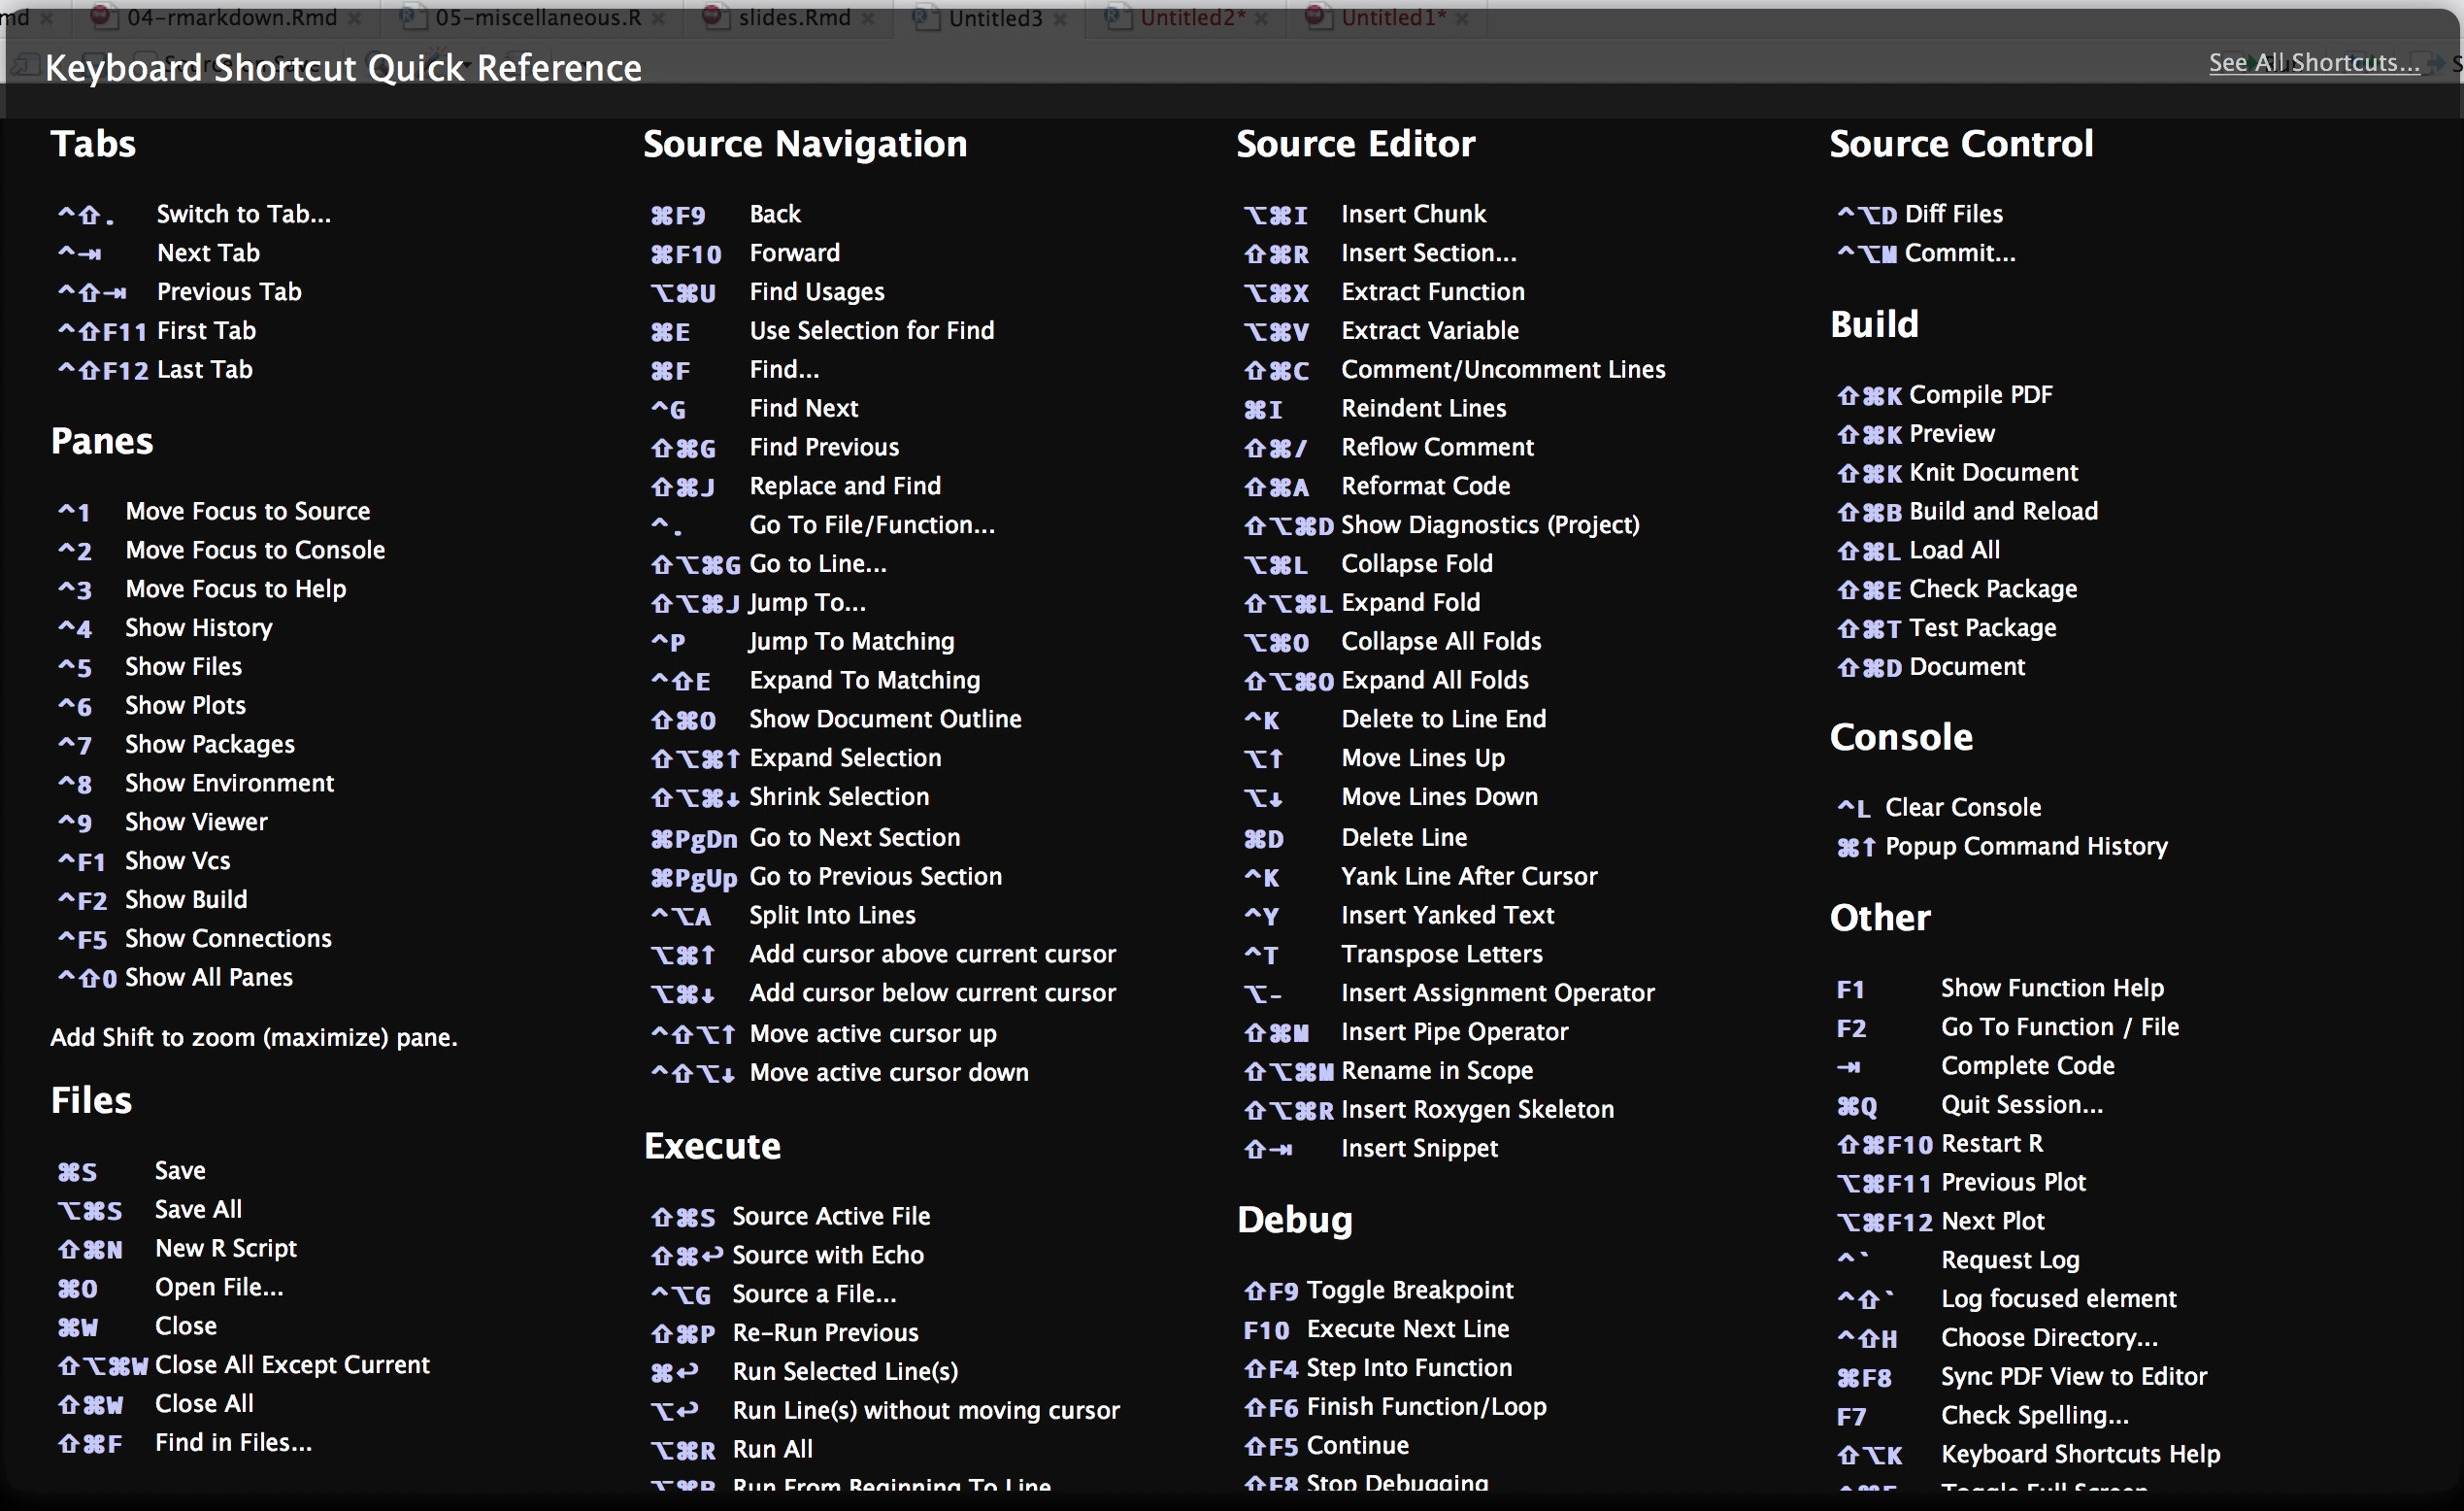 md
04-rmarkdown.Rmd
05-miscellaneous.R
slides.Rmd
Untitled3
Untitled2*
Untitled1*
Keyboard Shortcut Quick Reference
See All Shortcuts...
Tabs
^⇧. Switch to Tab...
^⇥ Next Tab
^⇧⇥ Previous Tab
^⇧F11 First Tab
^⇧F12 Last Tab
Panes
^1 Move Focus to Source
^2 Move Focus to Console
^3 Move Focus to Help
^4 Show History
^5 Show Files
^6 Show Plots
^7 Show Packages
^8 Show Environment
^9 Show Viewer
^F1 Show Vcs
^F2 Show Build
^F5 Show Connections
^⇧0 Show All Panes
Add Shift to zoom (maximize) pane.
Files
⌘S Save
⌥⌘S Save All
⇧⌘N New R Script
⌘O Open File...
⌘W Close
⇧⌥⌘W Close All Except Current
⇧⌘W Close All
⇧⌘F Find in Files...
Source Navigation
⌘F9 Back
⌘F10 Forward
⌥⌘U Find Usages
⌘E Use Selection for Find
⌘F Find...
^G Find Next
⇧⌘G Find Previous
⇧⌘J Replace and Find
^. Go To File/Function...
⇧⌥⌘G Go to Line...
⇧⌥⌘J Jump To...
^P Jump To Matching
^⇧E Expand To Matching
⇧⌘O Show Document Outline
⇧⌥⌘↑ Expand Selection
⇧⌥⌘↓ Shrink Selection
⌘PgDn Go to Next Section
⌘PgUp Go to Previous Section
^⌥A Split Into Lines
⌥⌘↑ Add cursor above current cursor
⌥⌘↓ Add cursor below current cursor
^⇧⌥↑ Move active cursor up
^⇧⌥↓ Move active cursor down
Execute
⇧⌘S Source Active File
⇧⌘↩ Source with Echo
^⌥G Source a File...
⇧⌘P Re-Run Previous
⌘↩ Run Selected Line(s)
⌥↩ Run Line(s) without moving cursor
⌥⌘R Run All
⌥⌘B Run From Beginning To Line
Source Editor
⌥⌘I Insert Chunk
⇧⌘R Insert Section...
⌥⌘X Extract Function
⌥⌘V Extract Variable
⇧⌘C Comment/Uncomment Lines
⌘I Reindent Lines
⇧⌘/ Reflow Comment
⇧⌘A Reformat Code
⇧⌥⌘D Show Diagnostics (Project)
⌥⌘L Collapse Fold
⇧⌥⌘L Expand Fold
⌥⌘O Collapse All Folds
⇧⌥⌘O Expand All Folds
^K Delete to Line End
⌥↑ Move Lines Up
⌥↓ Move Lines Down
⌘D Delete Line
^K Yank Line After Cursor
^Y Insert Yanked Text
^T Transpose Letters
⌥- Insert Assignment Operator
⇧⌘M Insert Pipe Operator
⇧⌥⌘M Rename in Scope
⇧⌥⌘R Insert Roxygen Skeleton
⇧⇥ Insert Snippet
Debug
⇧F9 Toggle Breakpoint
F10 Execute Next Line
⇧F4 Step Into Function
⇧F6 Finish Function/Loop
⇧F5 Continue
⇧F8 Stop Debugging
Source Control
^⌥D Diff Files
^⌥M Commit...
Build
⇧⌘K Compile PDF
⇧⌘K Preview
⇧⌘K Knit Document
⇧⌘B Build and Reload
⇧⌘L Load All
⇧⌘E Check Package
⇧⌘T Test Package
⇧⌘D Document
Console
^L Clear Console
⌘↑ Popup Command History
Other
F1 Show Function Help
F2 Go To Function / File
⇥ Complete Code
⌘Q Quit Session...
⇧⌘F10 Restart R
⌥⌘F11 Previous Plot
⌥⌘F12 Next Plot
^` Request Log
^⇧` Log focused element
^⇧H Choose Directory...
⌘F8 Sync PDF View to Editor
F7 Check Spelling...
⇧⌥K Keyboard Shortcuts Help
Toggle Full Screen